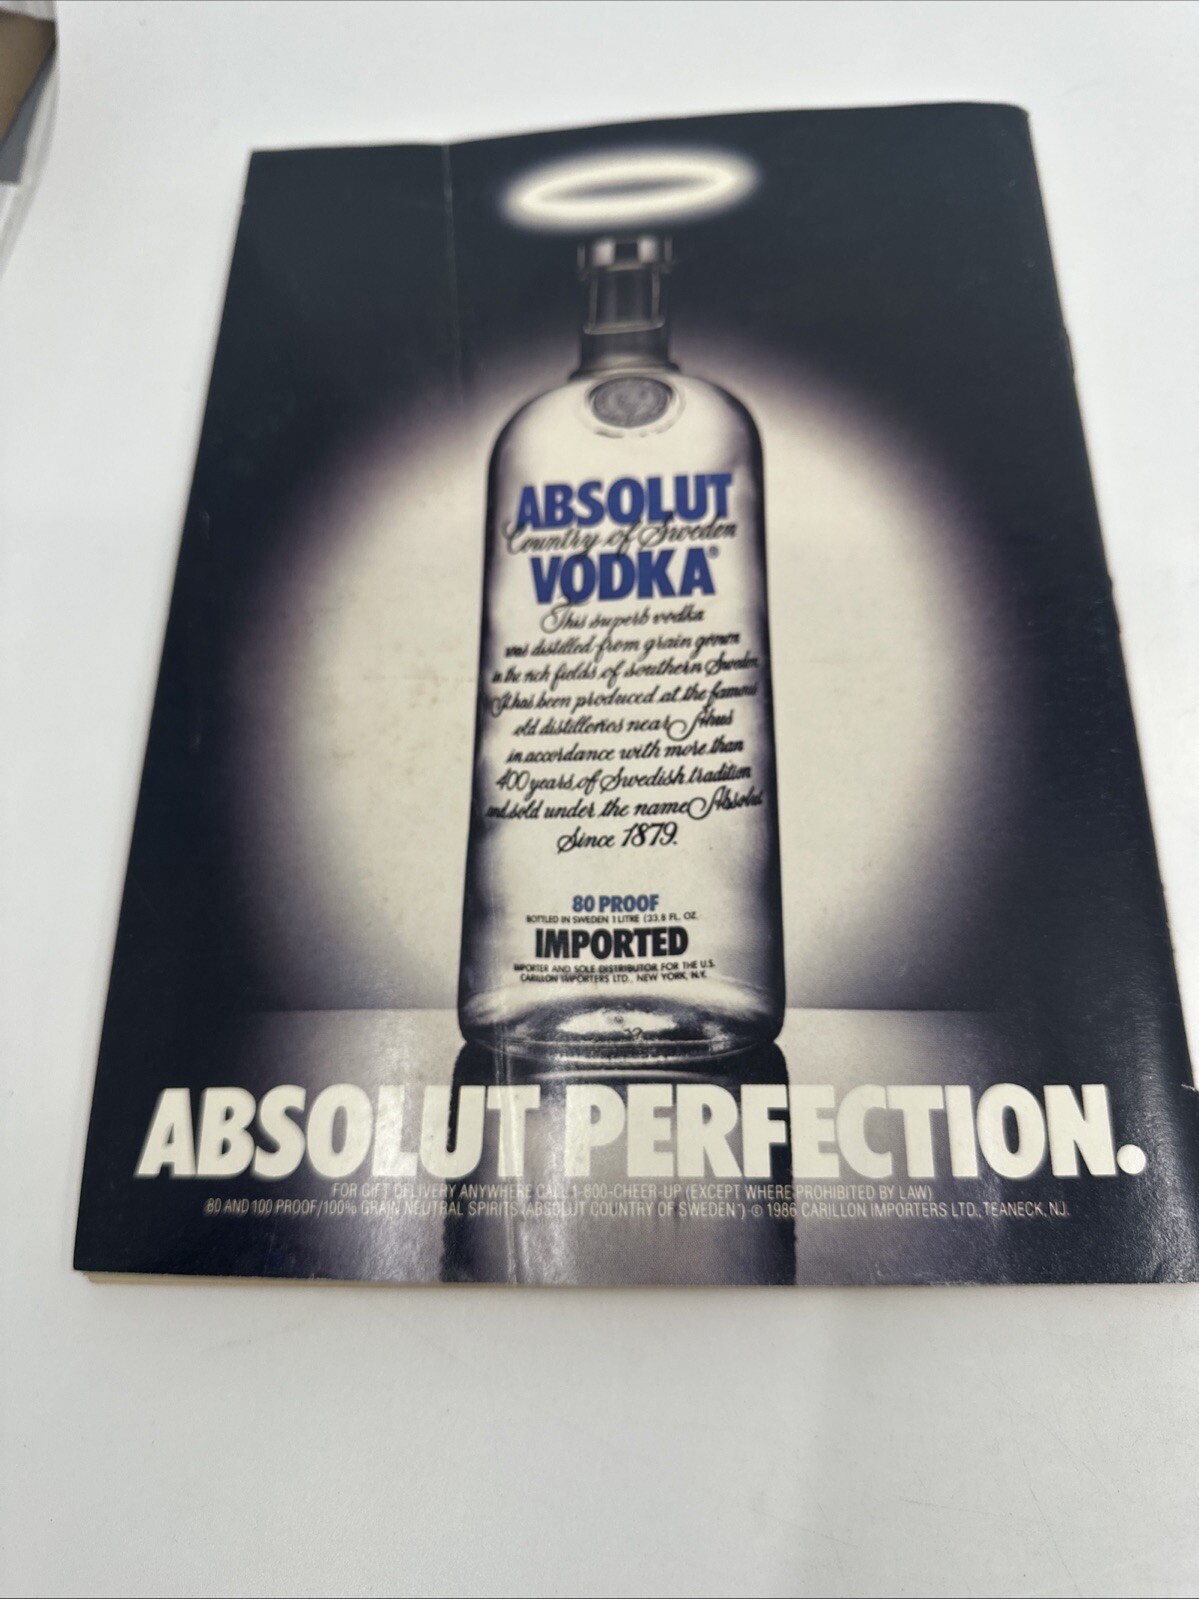 ABSOLUT
Country of Sweden
VODKA®
This superb vodka
was distilled from grain grown
in the rich fields of southern Sweden.
It has been produced at the famous
old distilleries near Åhus
in accordance with more than
400 years of Swedish tradition
and sold under the name Absolut
Since 1879.
80 PROOF
BOTTLED IN SWEDEN 1 LITRE (33.8 FL. OZ.
IMPORTED
IMPORTER AND SOLE DISTRIBUTOR FOR THE U.S.
CARILLON IMPORTERS LTD., NEW YORK, N.Y.
ABSOLUT PERFECTION.
FOR GIFT DELIVERY ANYWHERE CALL 1-800-CHEER-UP (EXCEPT WHERE PROHIBITED BY LAW)
80 AND 100 PROOF/100% GRAIN NEUTRAL SPIRITS (ABSOLUT COUNTRY OF SWEDEN™) © 1986 CARILLON IMPORTERS LTD., TEANECK, NJ.